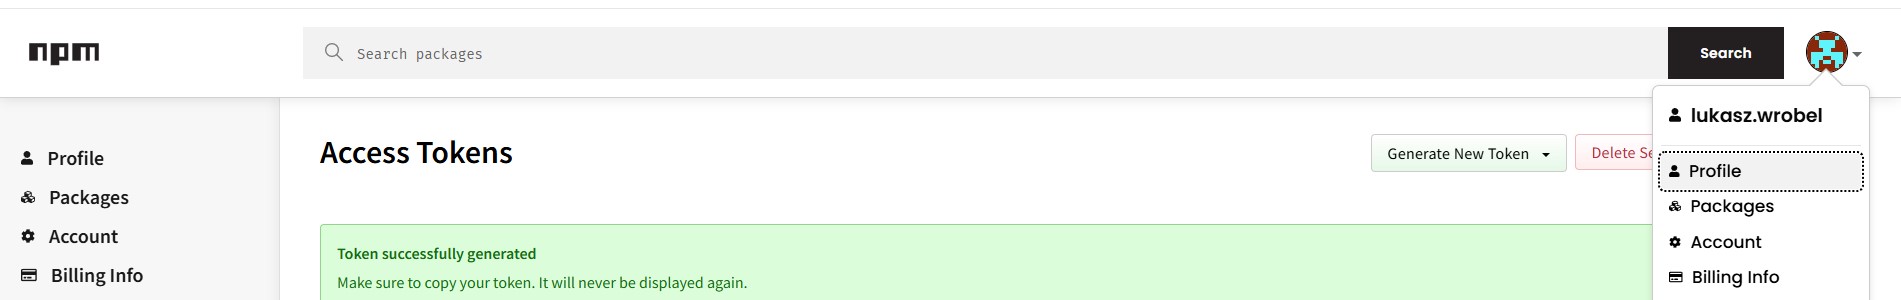 npm
Search packages
Search
lukasz.wrobel
Profile
Packages
Account
Billing Info
Profile
Packages
Account
Billing Info
Access Tokens
Generate New Token
Delete Se
Token successfully generated
Make sure to copy your token. It will never be displayed again.